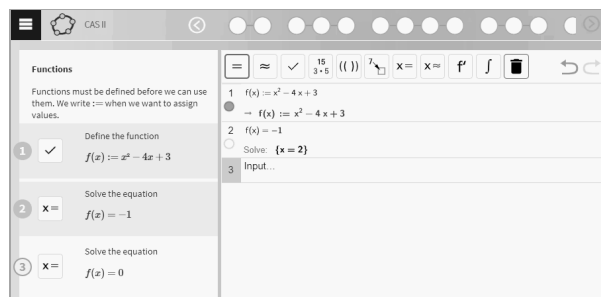 CAS II
Functions
Functions must be defined before we can use
them. We write := when we want to assign
values.
1
Define the function
f(x) := x² − 4x + 3
2
x=
Solve the equation
f(x) = −1
3
x=
Solve the equation
f(x) = 0
= ≈ ✓ 15 3·5 (( )) 7 x= x≈ f′ ∫
1 f(x) := x² − 4 x + 3
→ f(x) := x² − 4 x + 3
2 f(x) = −1
Solve: {x = 2}
3 Input…